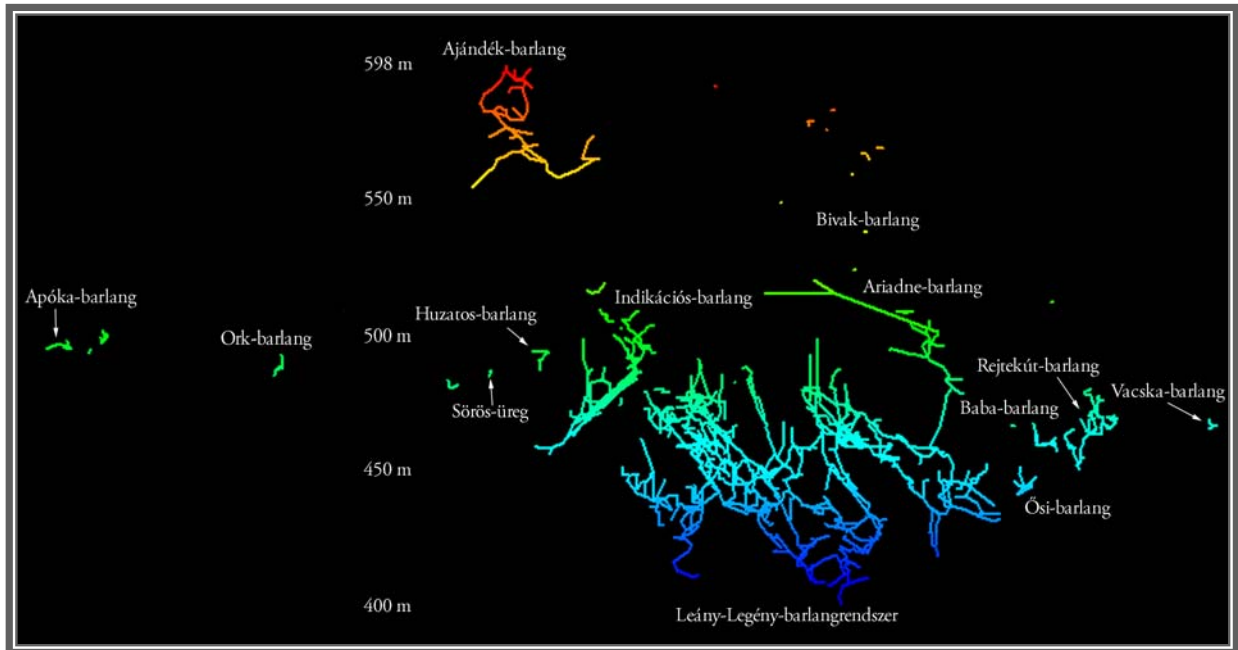 Ajándék-barlang
598 m
550 m
Bivak-barlang
Apóka-barlang
Indikációs-barlang
Ariadne-barlang
Huzatos-barlang
Ork-barlang
500 m
Rejtekút-barlang
Vacska-barlang
Sörös-üreg
Baba-barlang
450 m
Ősi-barlang
400 m
Leány-Legény-barlangrendszer